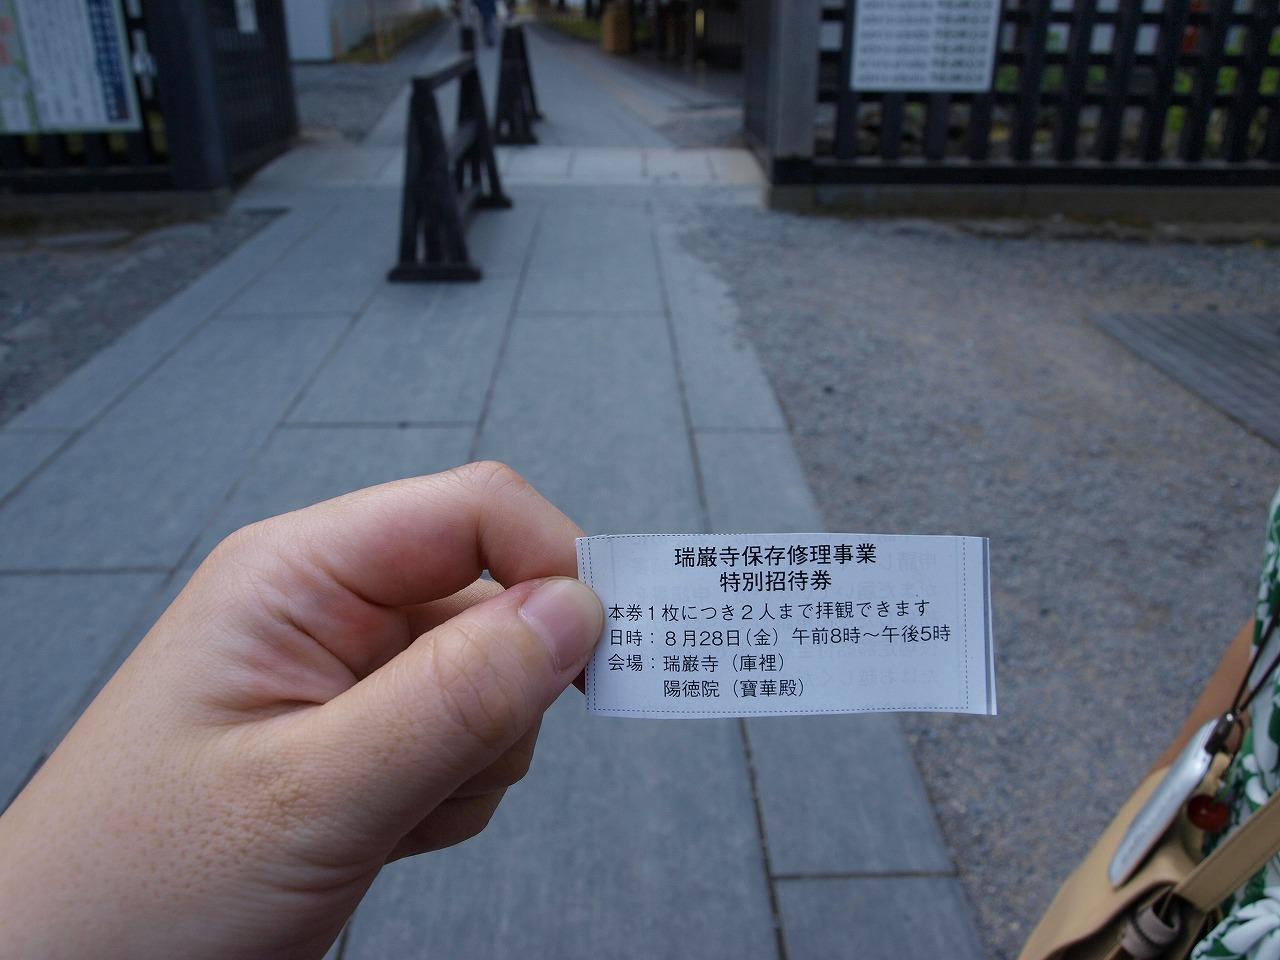 瑞巌寺保存修理事業
特別招待券
本券1枚につき2人まで拝観できます
日時：8月28日（金）午前8時～午後5時
会場：瑞巌寺（庫裡）
陽徳院（寶華殿）